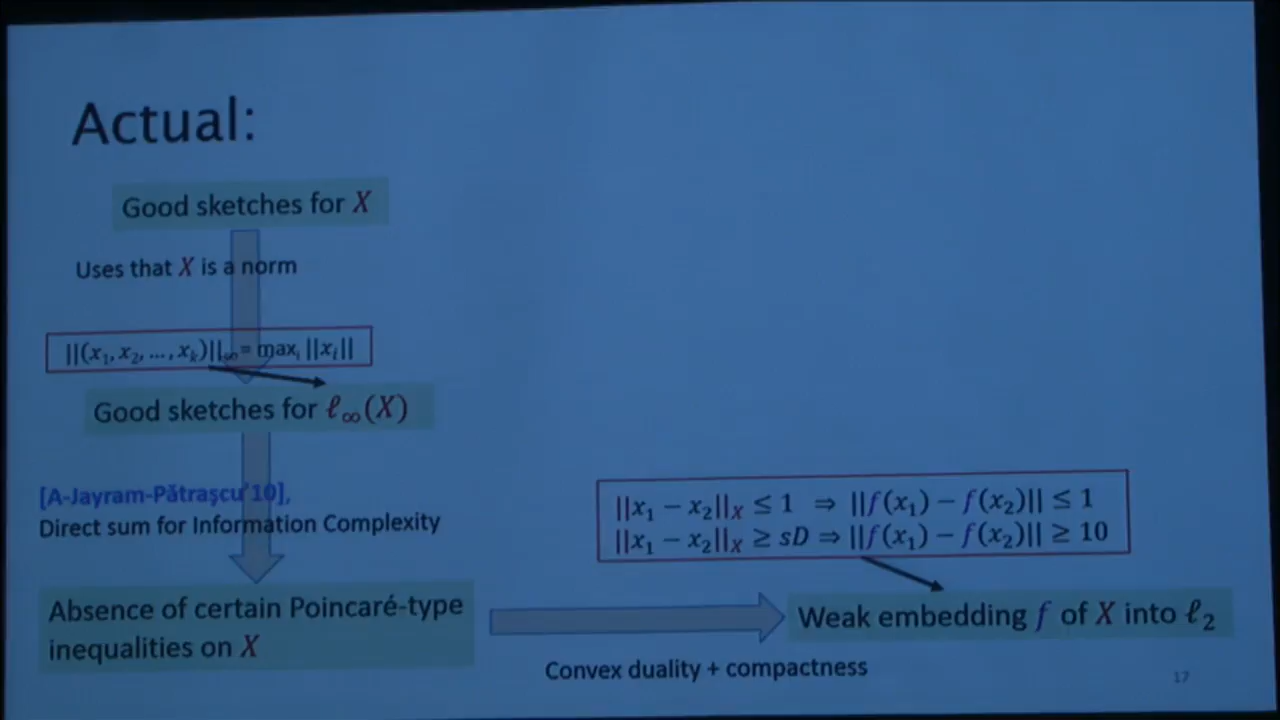 Actual:
Good sketches for X
Uses that X is a norm
||(x₁, x₂, …, xₖ)||∞ = maxᵢ ||xᵢ||
Good sketches for ℓ∞(X)
[A-Jayram-Pătraşcu'10],
Direct sum for Information Complexity
Absence of certain Poincaré-type
inequalities on X
Convex duality + compactness
||x₁ − x₂||_X ≤ 1 ⇒ ||f(x₁) − f(x₂)|| ≤ 1
||x₁ − x₂||_X ≥ sD ⇒ ||f(x₁) − f(x₂)|| ≥ 10
Weak embedding f of X into ℓ₂
17